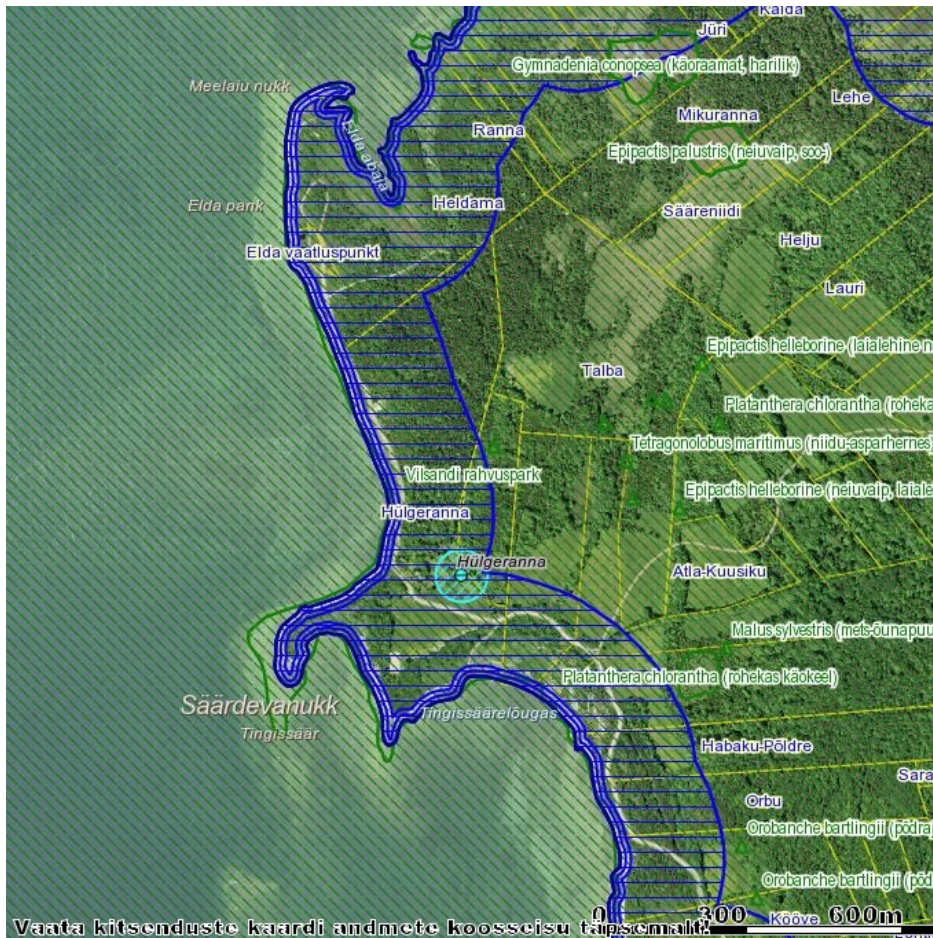 Kalda
Jüri
Gymnadenia conopsea (käoraamat, harilik)
Meelaiu nukk
Lehe
Mikuranna
Ranna
Elda abaja
Epipactis palustris (neiuvaip, soo-)
Heldama
Elda pank
Sääreniidi
Helju
Elda vaatluspunkt
Lauri
Epipactis helleborine (laialehine n
Talba
Platanthera chlorantha (roheka
Tetragonolobus maritimus (niidu-asparhernes)
Vilsandi rahvuspark
Epipactis helleborine (neiuvaip, laiale
Hülgeranna
Hülgeranna
Atla-Kuusiku
Malus sylvestris (mets-õunapuu
Platanthera chlorantha (rohekas käokeel)
Säärdevanukk
Tingissäärelõugas
Tingissäär
Habaku-Põldre
Sara
Orbu
Orobanche bartlingii (põdraj
Orobanche bartlingii (põd
0 300 600m
Kööve
Vaata kitsenduste kaardi andmete koosseisu täpsemalt!